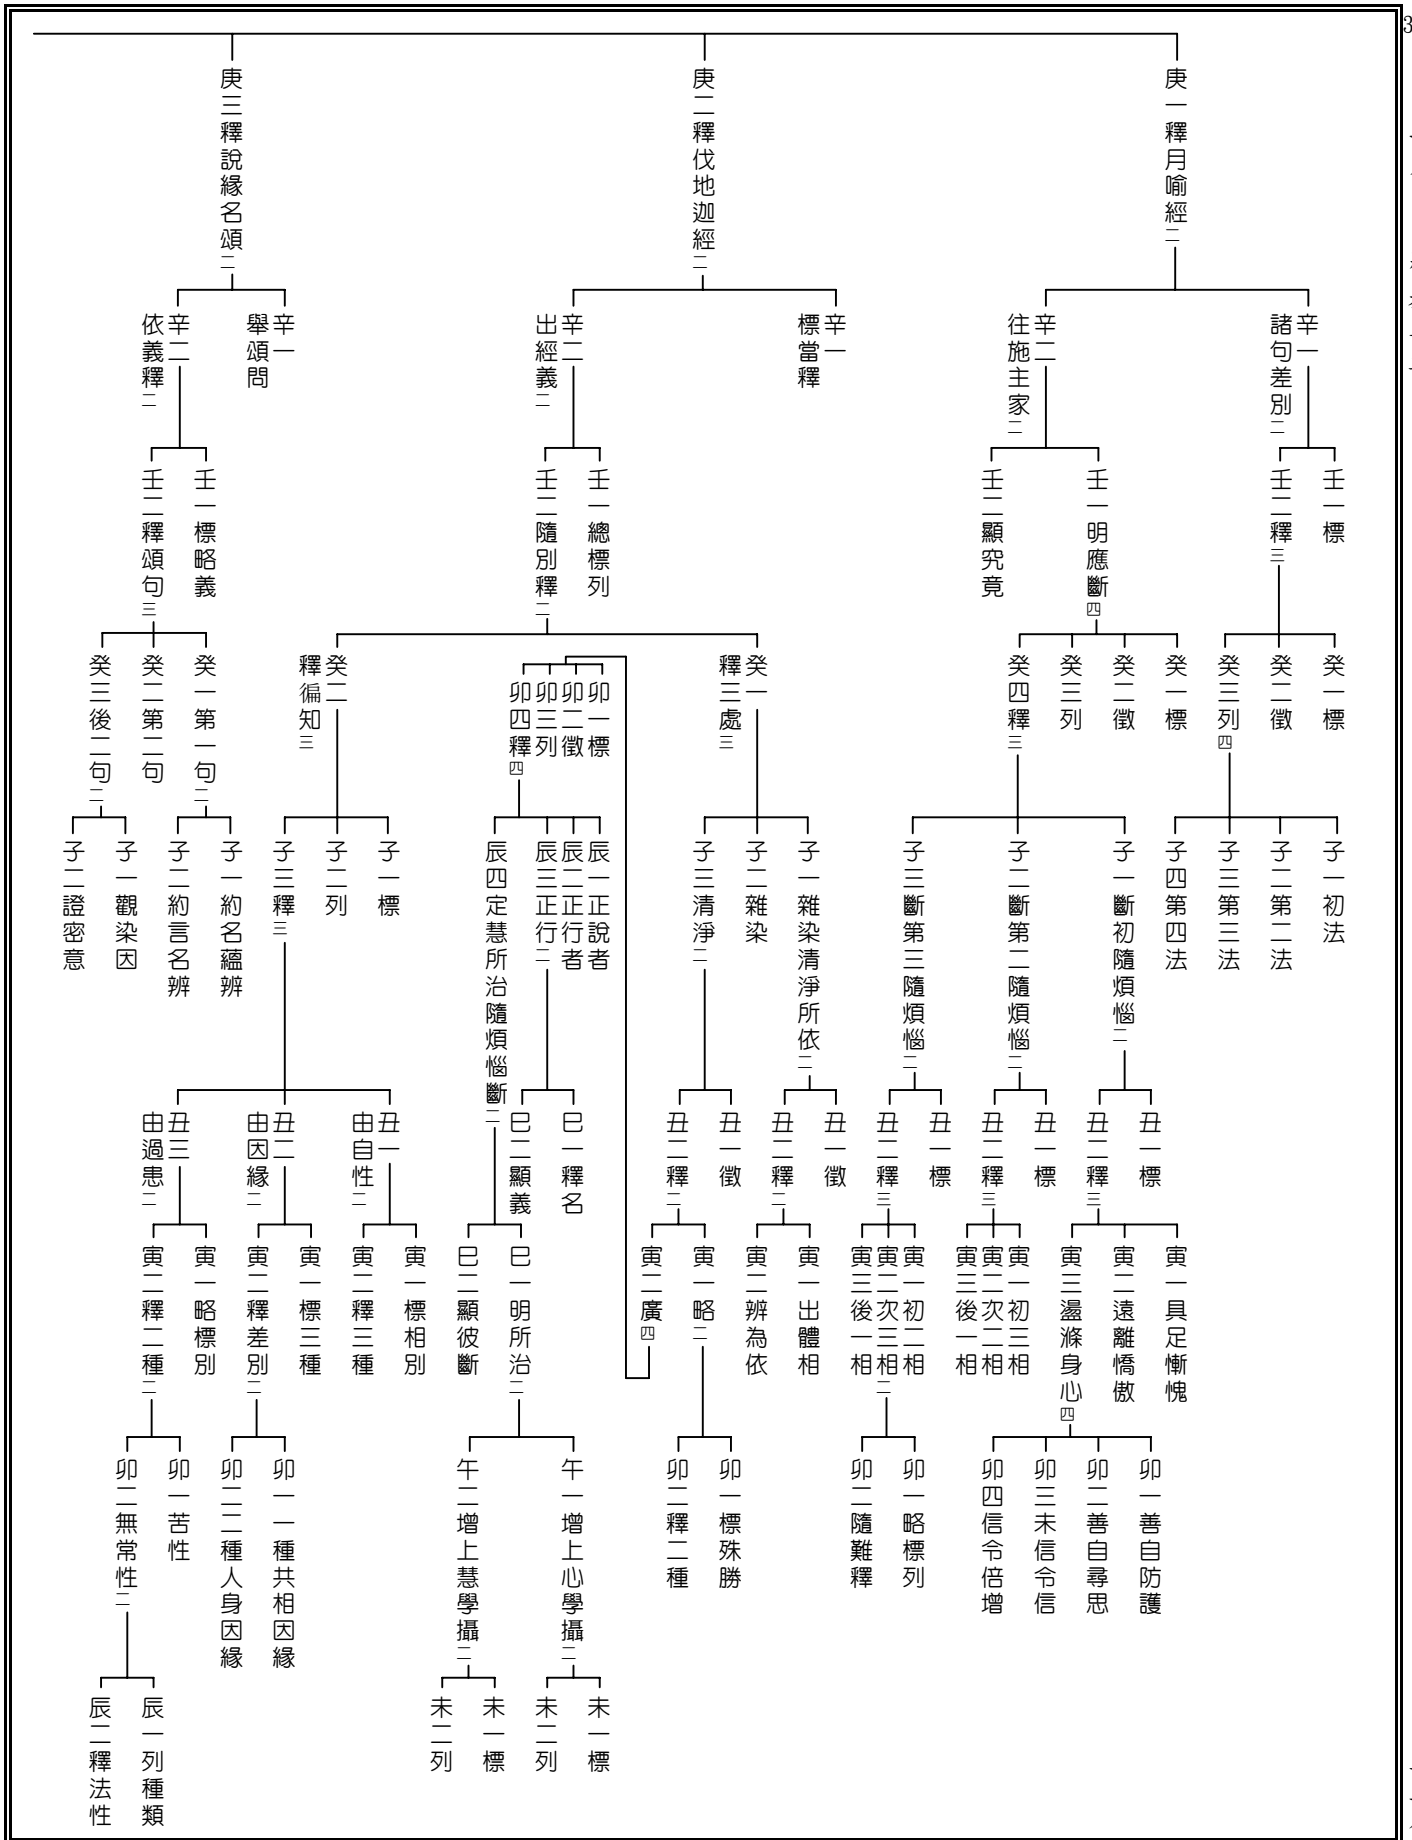 庚一釋月喻經二
辛一
諸句差別二
壬一標
壬二釋三
癸一標
癸二徵
癸三列四
子一初法
子二第二法
子三第三法
子四第四法
辛二
往施主家二
壬一明應斷四
癸一標
癸二徵
癸三列
癸四釋三
子一斷初隨煩惱二
丑一標
丑二釋三
寅一具足慚愧
寅二遠離憍傲
寅三盪滌身心四
卯一善自防護
卯二善自尋思
卯三未信令信
卯四信令倍增
子二斷第二隨煩惱二
丑一標
丑二釋三
寅一初三相
寅二次二相
寅三後一相
子三斷第三隨煩惱二
丑一標
丑二釋三
寅一初二相
寅二次三相二
卯一略標列
卯二隨難釋
寅三後一相
壬二顯究竟
庚二釋伐地迦經二
辛一
標當釋
辛二
出經義二
壬一總標列
壬二隨別釋二
癸一
釋三處三
子一雜染清淨所依二
丑一徵
丑二釋二
寅一出體相
寅二辨為依
子二雜染
子三清淨二
丑一徵
丑二釋二
寅一略二
卯一標殊勝
卯二釋二種
寅二廣四
卯一標
卯二徵
卯三列
卯四釋四
辰一正說者
辰二正行者
辰三正行二
巳一釋名
巳二顯義
辰四定慧所治隨煩惱斷二
巳一明所治二
午一增上心學攝二
未一標
未二列
午二增上慧學攝二
未一標
未二列
巳二顯彼斷
癸二
釋徧知三
子一標
子二列
子三釋三
丑一
由自性二
寅一標相別
寅二釋三種
丑二
由因緣二
寅一標三種
寅二釋差別二
卯一一種共相因緣
卯二二種人身因緣
丑三
由過患二
寅一略標別
寅二釋二種二
卯一苦性
卯二無常性二
辰一列種類
辰二釋法性
庚三釋說緣名頌二
辛一
舉頌問
辛二
依義釋二
壬一標略義
壬二釋頌句三
癸一第一句二
子一約名蘊辨
子二約言名辨
癸二第二句
癸三後二句二
子一觀染因
子二證密意